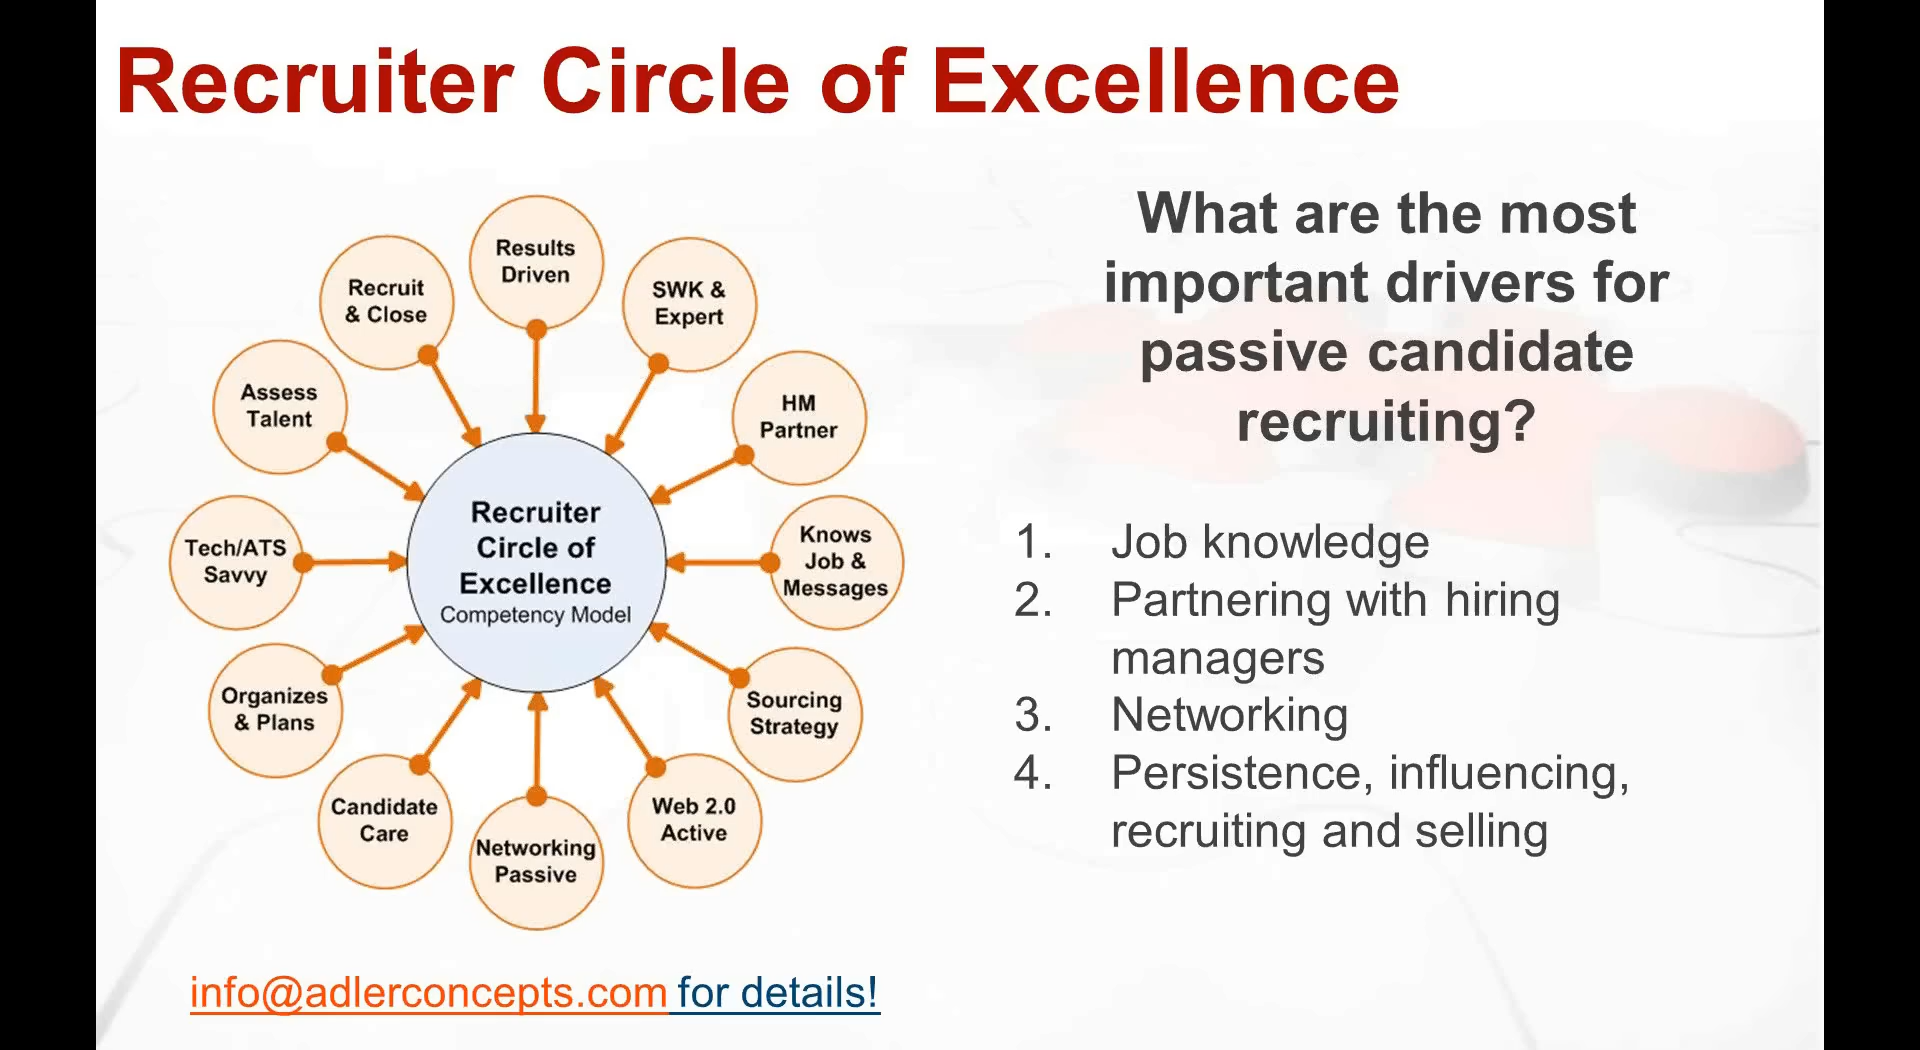 Recruiter Circle of Excellence
Results
Driven
SWK &
Expert
HM
Partner
Knows
Job &
Messages
Sourcing
Strategy
Web 2.0
Active
Networking
Passive
Candidate
Care
Organizes
& Plans
Tech/ATS
Savvy
Assess
Talent
Recruit
& Close
Recruiter
Circle of
Excellence
Competency Model
What are the most
important drivers for
passive candidate
recruiting?
1. Job knowledge
2. Partnering with hiring
managers
3. Networking
4. Persistence, influencing,
recruiting and selling
info@adlerconcepts.com for details!